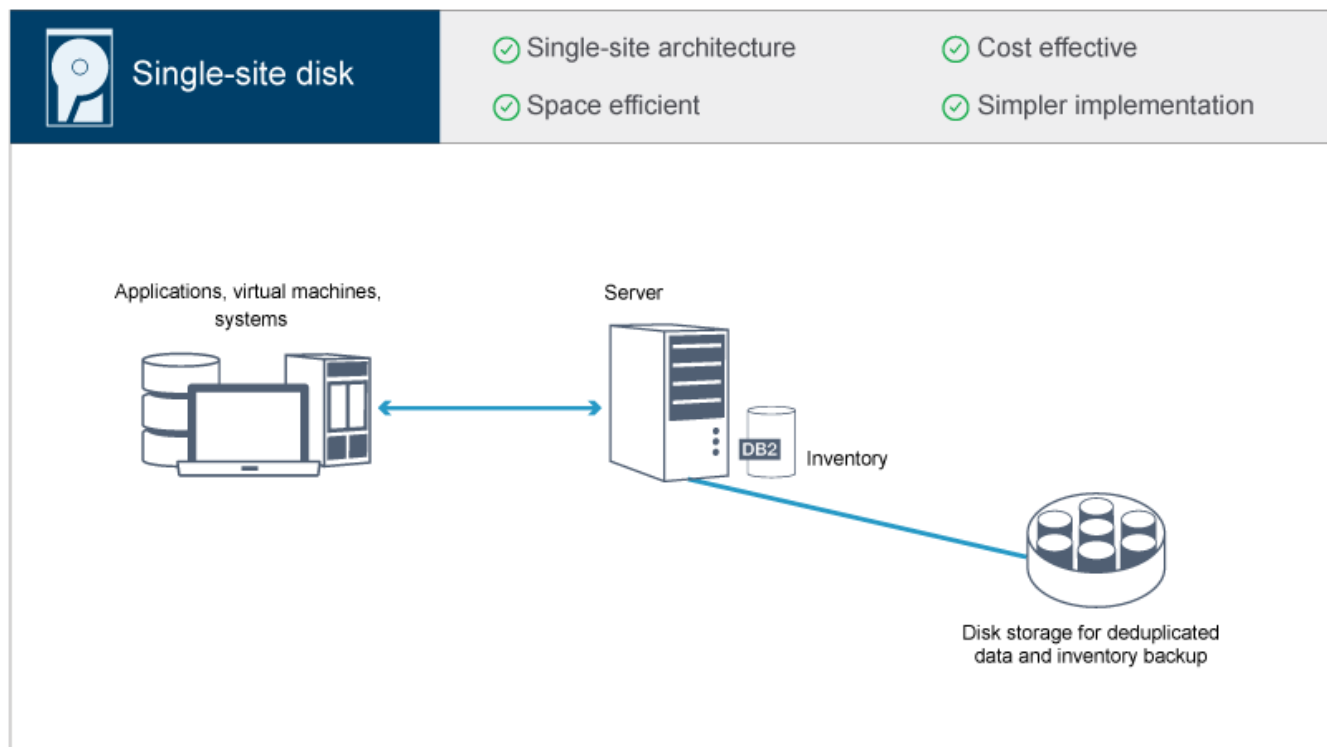 Single-site disk
Single-site architecture
Cost effective
Space efficient
Simpler implementation
Applications, virtual machines,
systems
Server
DB2
Inventory
Disk storage for deduplicated
data and inventory backup